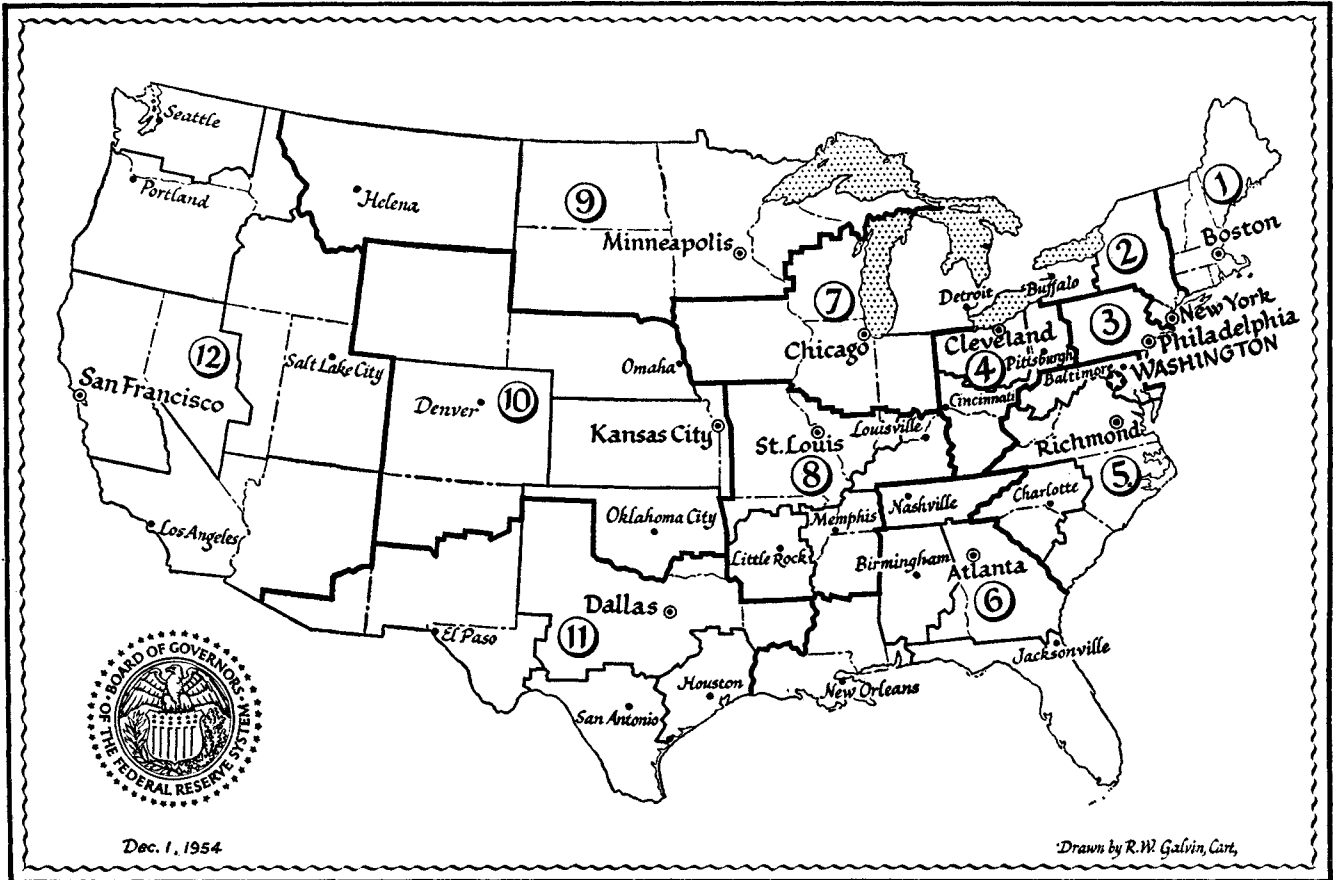 Seattle
Portland
Helena
9
Minneapolis
1
Boston
2
Buffalo
Detroit
7
Chicago
New York
3
Philadelphia
Cleveland
4
Pittsburgh
WASHINGTON
Baltimore
Cincinnati
12
Salt Lake City
San Francisco
Omaha
Denver
10
Kansas City
St. Louis
8
Louisville
Richmond
5
Los Angeles
Oklahoma City
Memphis
Nashville
Charlotte
Little Rock
Birmingham
Atlanta
6
Dallas
11
El Paso
Houston
San Antonio
New Orleans
Jacksonville
BOARD OF GOVERNORS
OF THE FEDERAL RESERVE SYSTEM
Dec. 1, 1954
Drawn by R.W. Galvin, Cart,